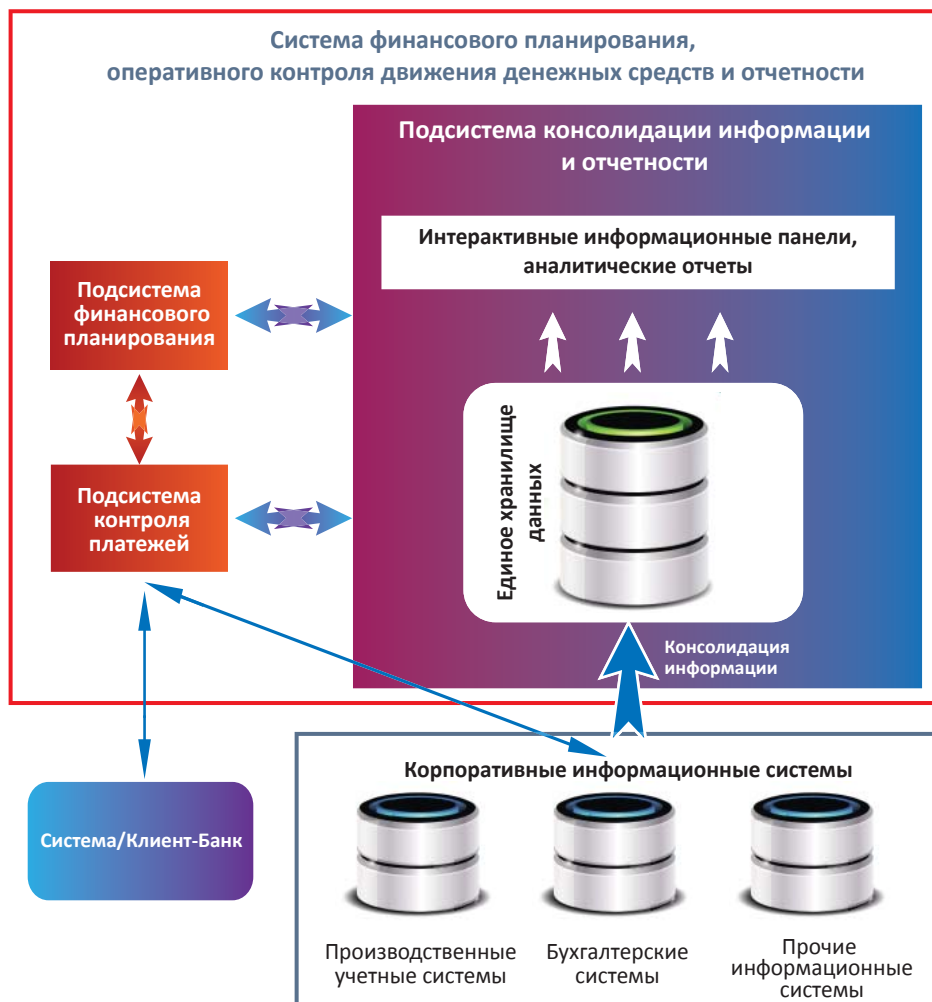 Система финансового планирования,
оперативного контроля движения денежных средств и отчетности
Подсистема консолидации информации
и отчетности
Интерактивные информационные панели,
аналитические отчеты
Подсистема
финансового
планирования
Подсистема
контроля
платежей
Единое хранилище
данных
Консолидация
информации
Корпоративные информационные системы
Система/Клиент-Банк
Производственные
учетные системы
Бухгалтерские
системы
Прочие
информационные
системы